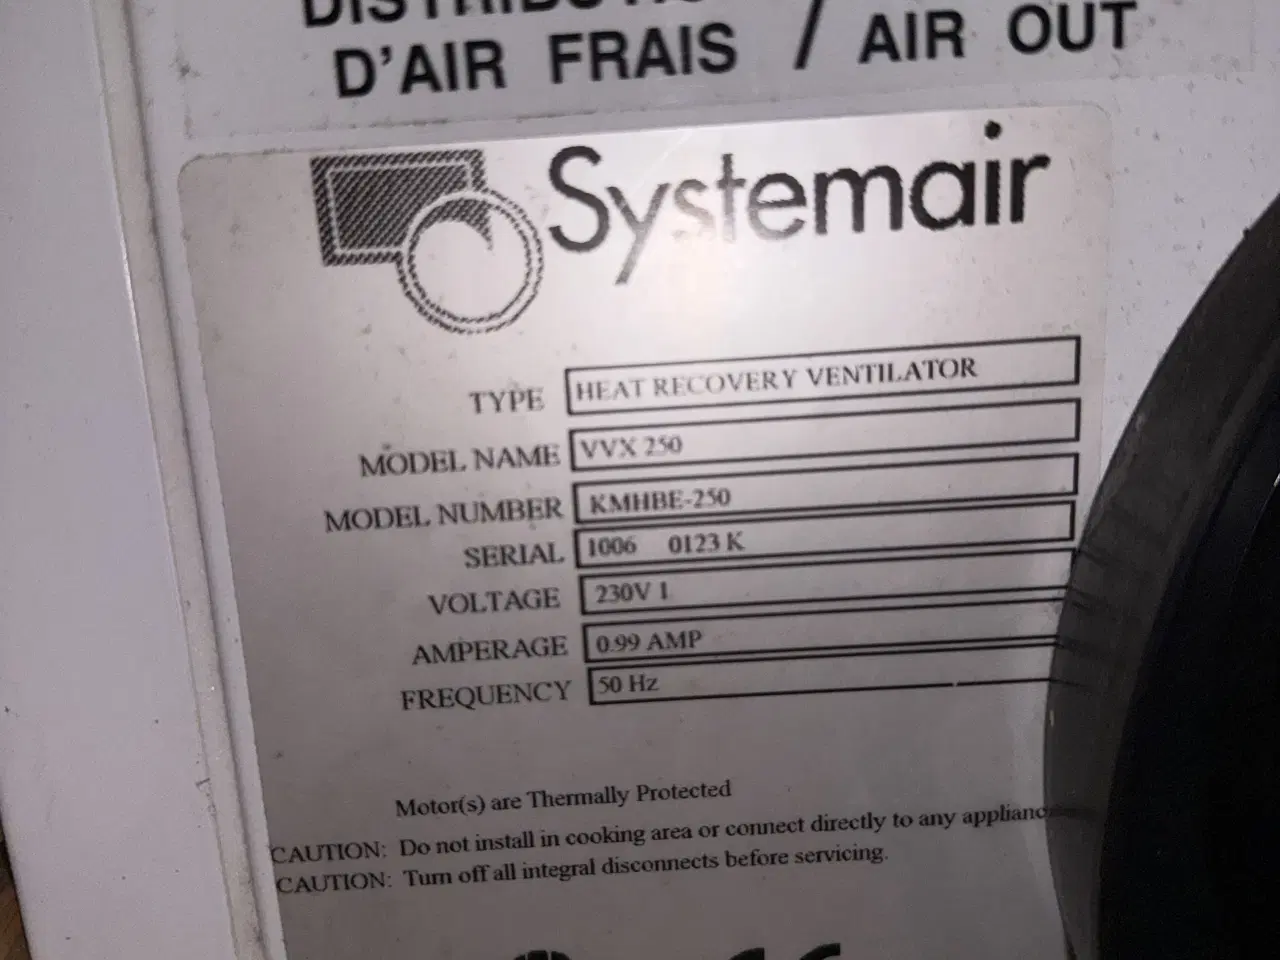 D'AIR FRAIS / AIR OUT
Systemair
TYPE HEAT RECOVERY VENTILATOR
MODEL NAME VVX 250
MODEL NUMBER KMHBE-250
SERIAL 1006 0123 K
VOLTAGE 230V 1
AMPERAGE 0.99 AMP
FREQUENCY 50 Hz
Motor(s) are Thermally Protected
CAUTION: Do not install in cooking area or connect directly to any
CAUTION: Turn off all integral disconnects before servicing.